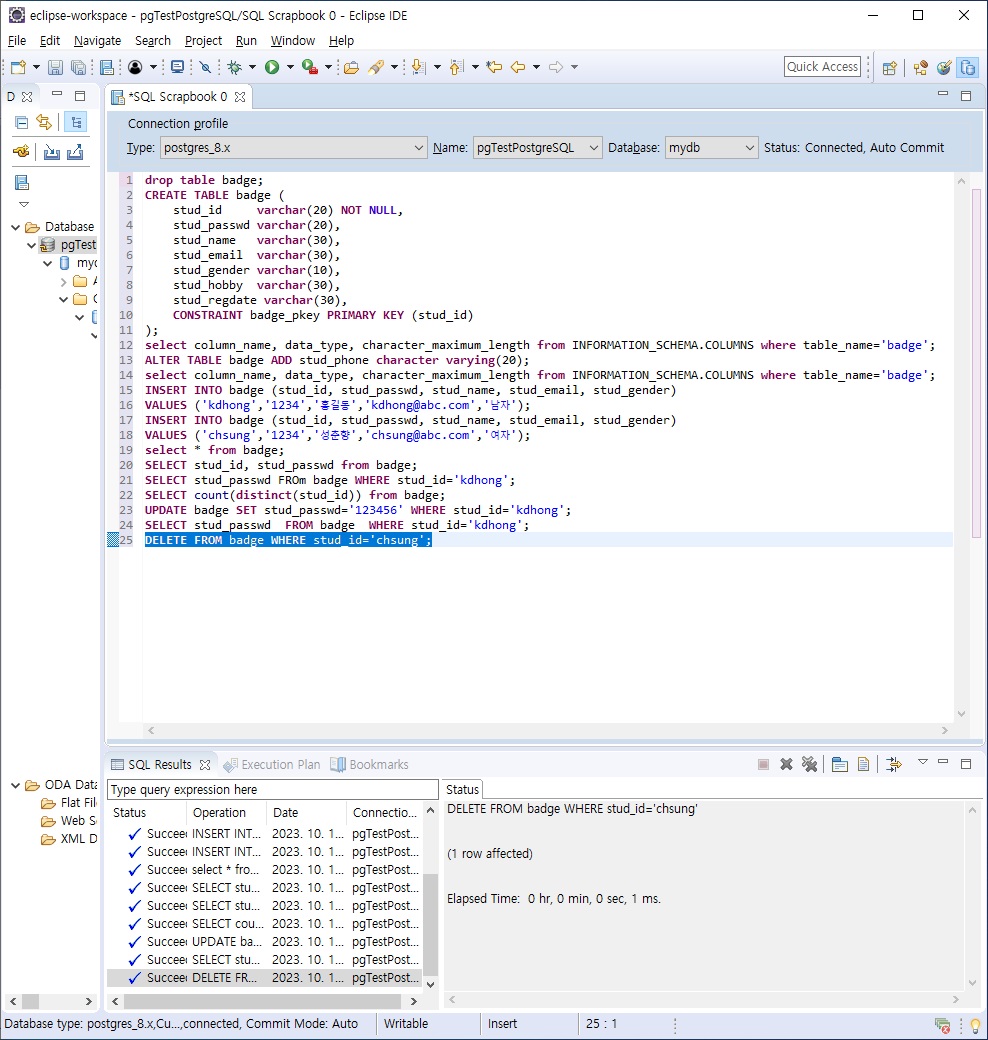 eclipse-workspace - pgTestPostgreSQL/SQL Scrapbook 0 - Eclipse IDE
File Edit Navigate Search Project Run Window Help
Quick Access
D
*SQL Scrapbook 0
Connection profile
Type: postgres_8.x Name: pgTestPostgreSQL Database: mydb Status: Connected, Auto Commit
Database
pgTest
myc
A
C
1 drop table badge;
2 CREATE TABLE badge (
3 stud_id varchar(20) NOT NULL,
4 stud_passwd varchar(20),
5 stud_name varchar(30),
6 stud_email varchar(30),
7 stud_gender varchar(10),
8 stud_hobby varchar(30),
9 stud_regdate varchar(30),
10 CONSTRAINT badge_pkey PRIMARY KEY (stud_id)
11 );
12 select column_name, data_type, character_maximum_length from INFORMATION_SCHEMA.COLUMNS where table_name='badge';
13 ALTER TABLE badge ADD stud_phone character varying(20);
14 select column_name, data_type, character_maximum_length from INFORMATION_SCHEMA.COLUMNS where table_name='badge';
15 INSERT INTO badge (stud_id, stud_passwd, stud_name, stud_email, stud_gender)
16 VALUES ('kdhong','1234','홍길동','kdhong@abc.com','남자');
17 INSERT INTO badge (stud_id, stud_passwd, stud_name, stud_email, stud_gender)
18 VALUES ('chsung','1234','성춘향','chsung@abc.com','여자');
19 select * from badge;
20 SELECT stud_id, stud_passwd from badge;
21 SELECT stud_passwd FROm badge WHERE stud_id='kdhong';
22 SELECT count(distinct(stud_id)) from badge;
23 UPDATE badge SET stud_passwd='123456' WHERE stud_id='kdhong';
24 SELECT stud_passwd FROM badge WHERE stud_id='kdhong';
25 DELETE FROM badge WHERE stud_id='chsung';
ODA Data
Flat File
Web S
XML D
SQL Results Execution Plan Bookmarks
Type query expression here
Status Operation Date Connectio...
Succeed INSERT INT... 2023. 10. 1... pgTestPost...
Succeed INSERT INT... 2023. 10. 1... pgTestPost...
Succeed select * fro... 2023. 10. 1... pgTestPost...
Succeed SELECT stu... 2023. 10. 1... pgTestPost...
Succeed SELECT stu... 2023. 10. 1... pgTestPost...
Succeed SELECT cou... 2023. 10. 1... pgTestPost...
Succeed UPDATE ba... 2023. 10. 1... pgTestPost...
Succeed SELECT stu... 2023. 10. 1... pgTestPost...
Succeed DELETE FR... 2023. 10. 1... pgTestPost...
Status
DELETE FROM badge WHERE stud_id='chsung'
(1 row affected)
Elapsed Time: 0 hr, 0 min, 0 sec, 1 ms.
Database type: postgres_8.x,Cu...,connected, Commit Mode: Auto Writable Insert 25 : 1